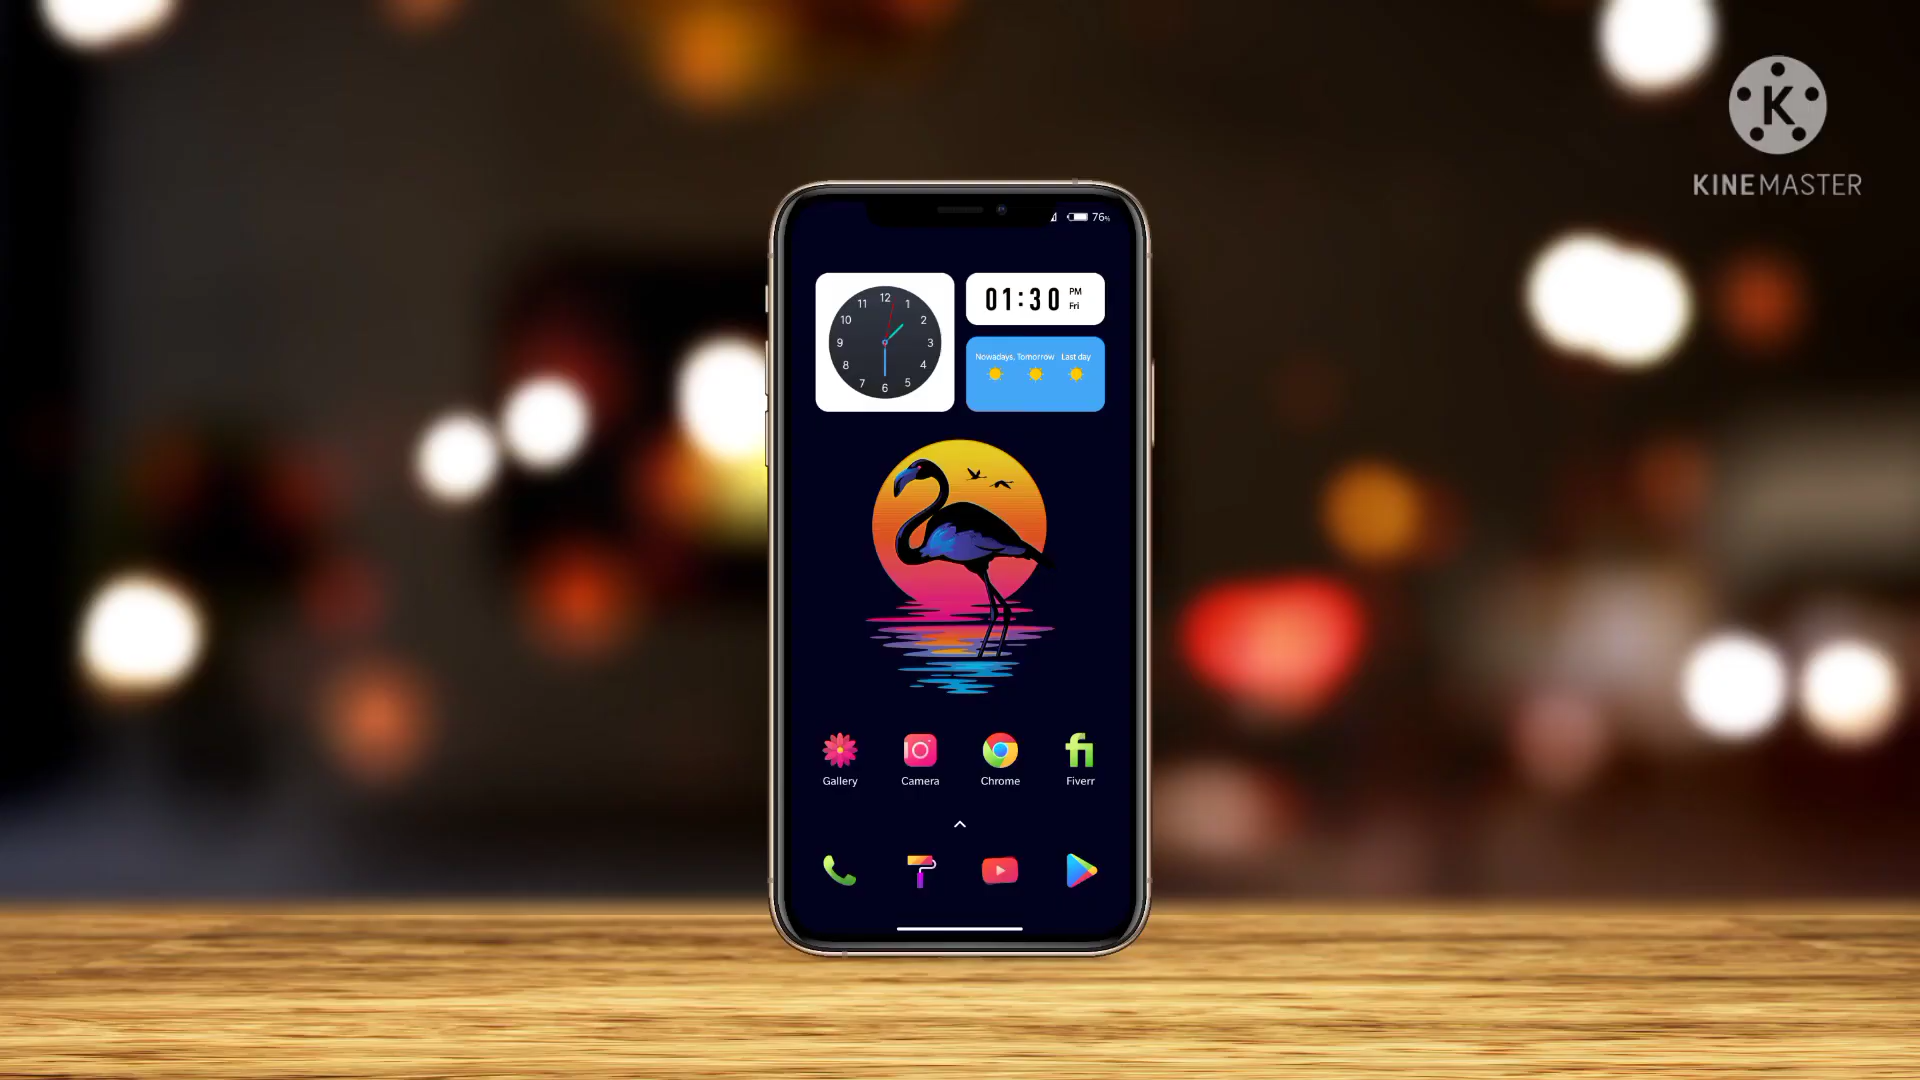 K
KINEMASTER
76%
12
11 1
10 2
9 3
8 4
7 5
6
01:30 PM
Fri
Nowadays, Tomorrow Last day
Gallery Camera Chrome Fiverr
fi